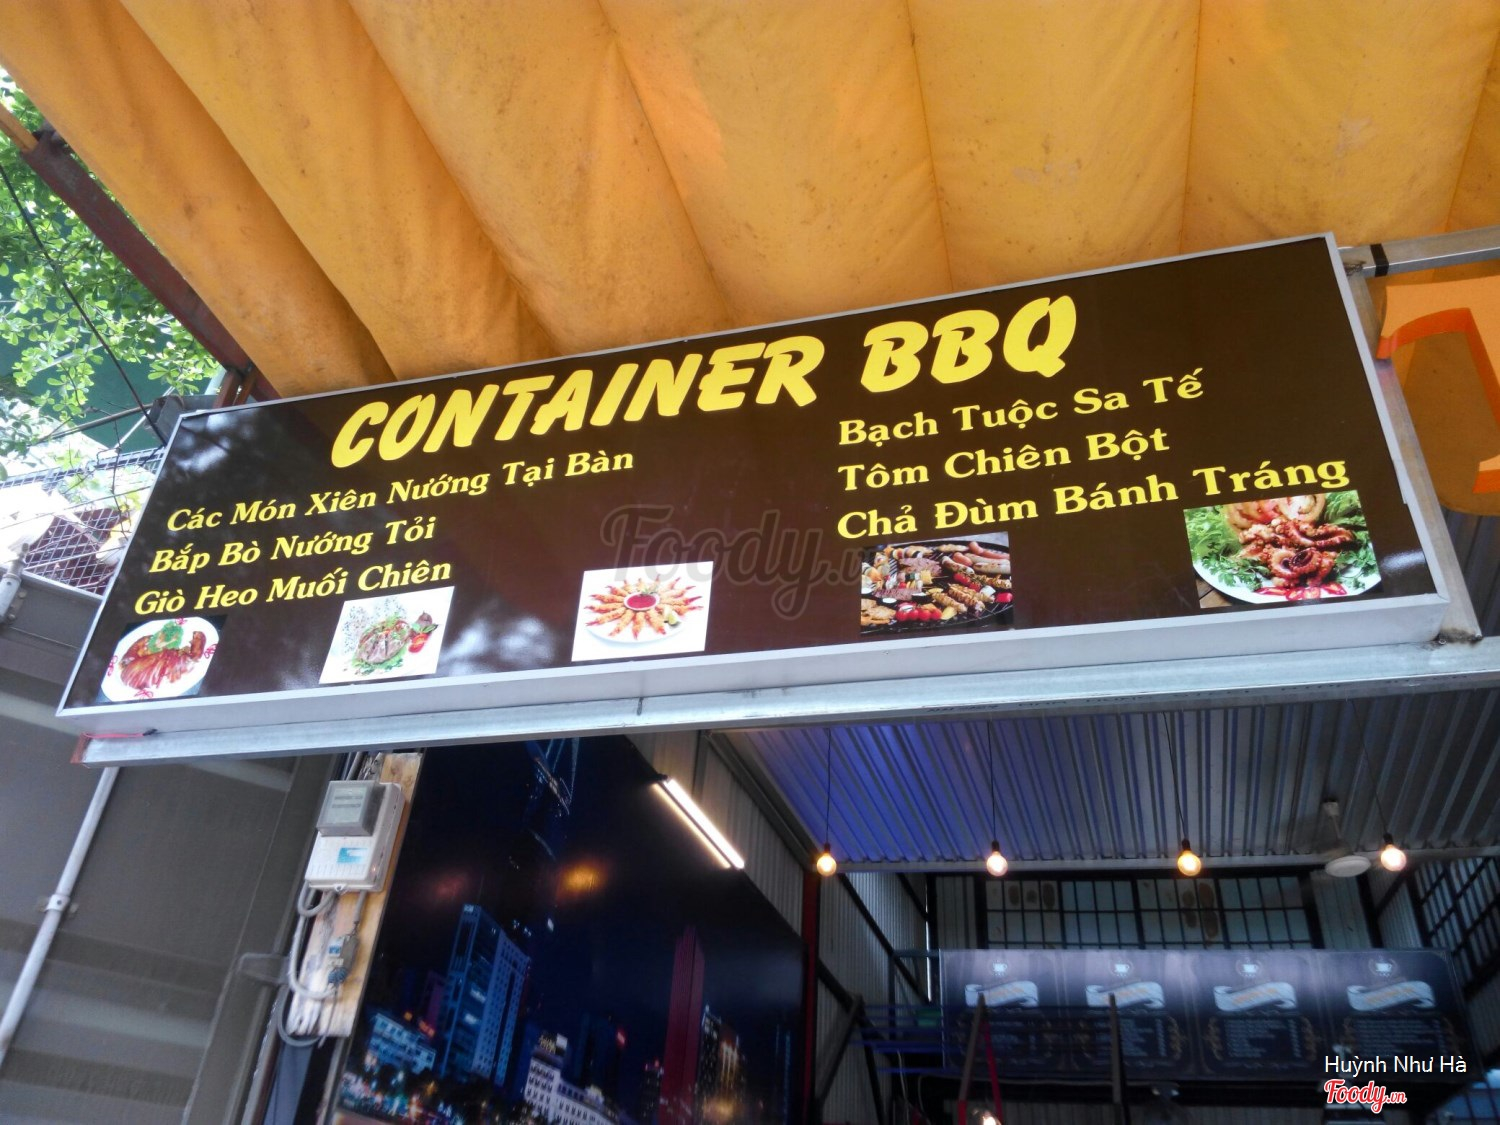 CONTAINER BBQ
Các Món Xiên Nướng Tại Bàn
Bắp Bò Nướng Tỏi
Giò Heo Muối Chiên
Bạch Tuộc Sa Tế
Tôm Chiên Bột
Chả Đùm Bánh Tráng
Foody.vn
Huỳnh Như Hà
Foody.vn